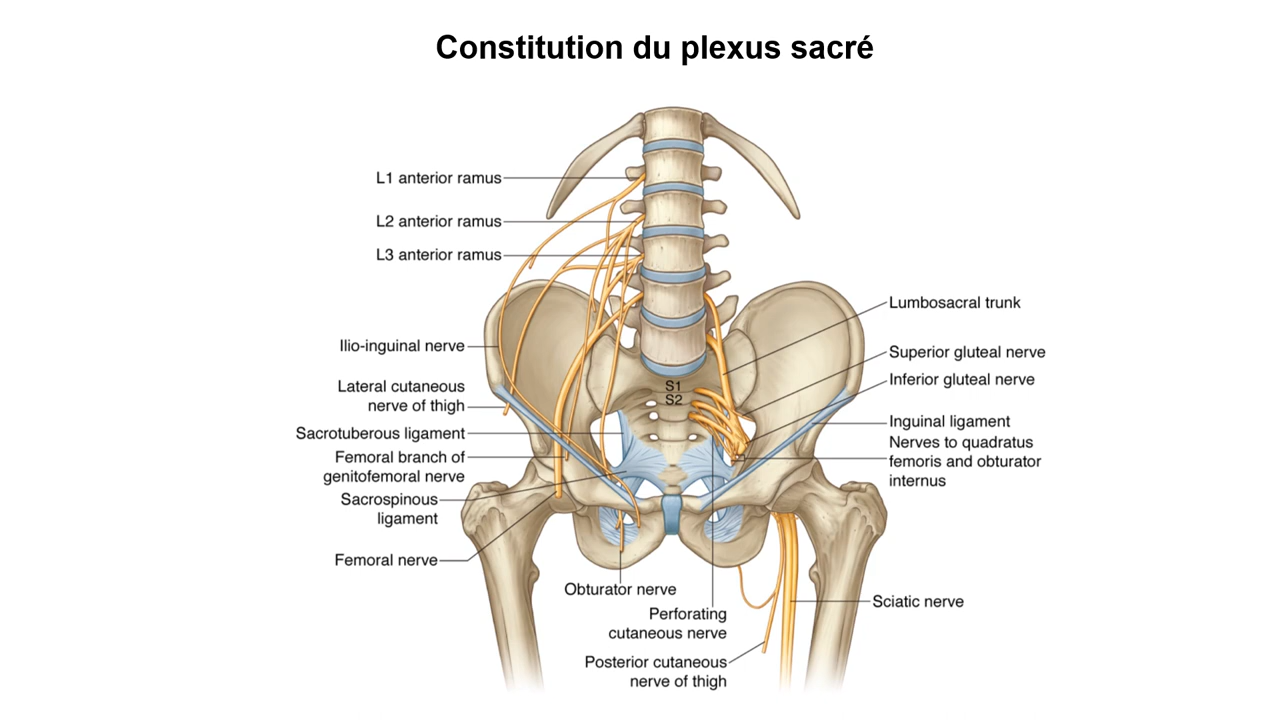 Constitution du plexus sacré
L1 anterior ramus
L2 anterior ramus
L3 anterior ramus
Ilio-inguinal nerve
Lateral cutaneous
nerve of thigh
Sacrotuberous ligament
Femoral branch of
genitofemoral nerve
Sacrospinous
ligament
Femoral nerve
Obturator nerve
Perforating
cutaneous nerve
Posterior cutaneous
nerve of thigh
S1
S2
Lumbosacral trunk
Superior gluteal nerve
Inferior gluteal nerve
Inguinal ligament
Nerves to quadratus
femoris and obturator
internus
Sciatic nerve